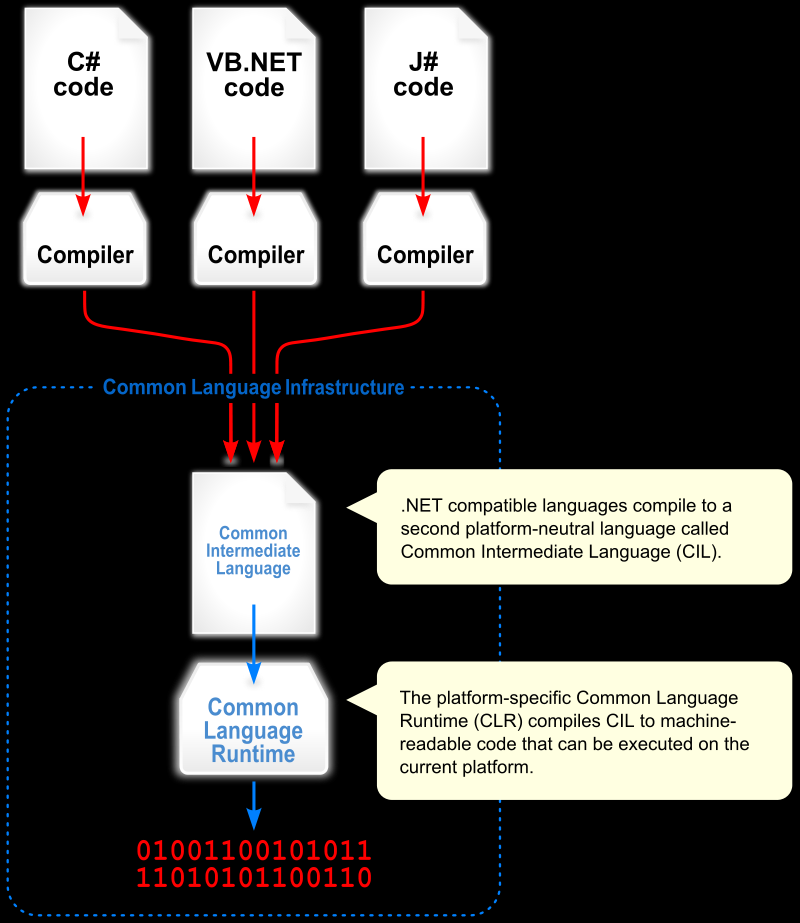 C#
code
VB.NET
code
J#
code
Compiler
Compiler
Compiler
Common Language Infrastructure
Common
Intermediate
Language
.NET compatible languages compile to a
second platform-neutral language called
Common Intermediate Language (CIL).
Common
Language
Runtime
The platform-specific Common Language
Runtime (CLR) compiles CIL to machine-
readable code that can be executed on the
current platform.
01001100101011
11010101100110